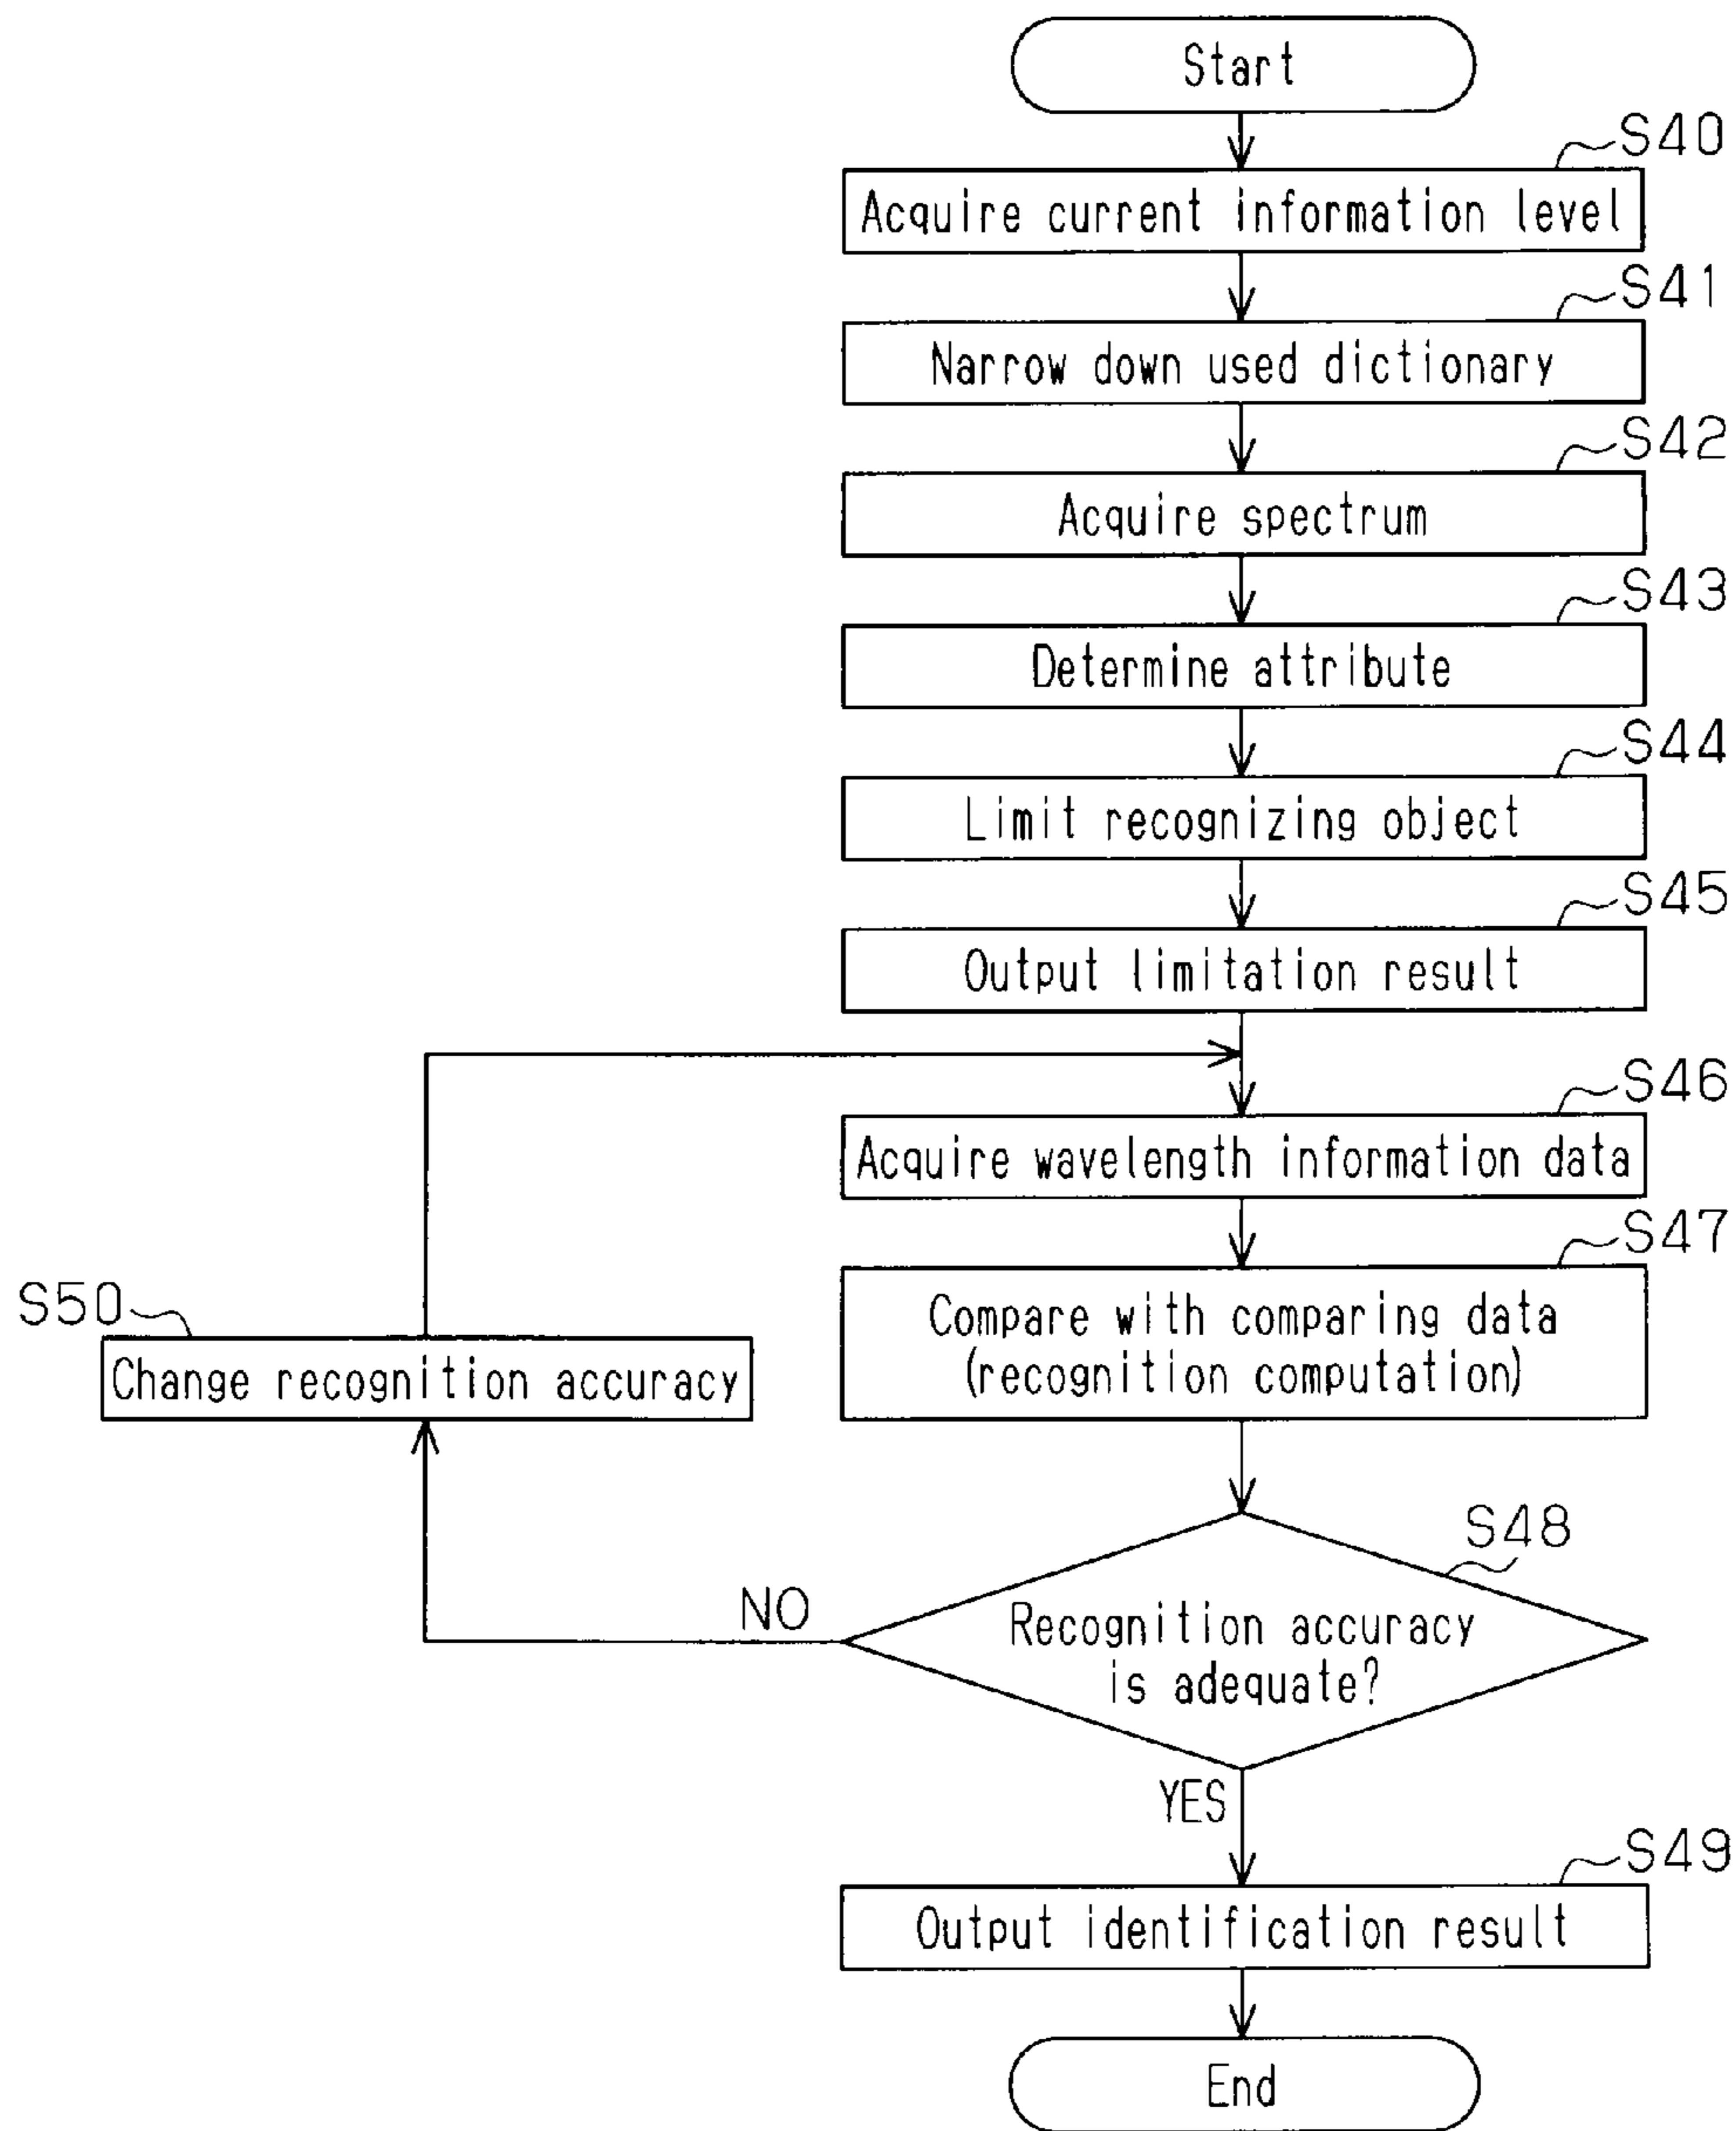 Start
S40
Acquire current information level
S41
Narrow down used dictionary
S42
Acquire spectrum
S43
Determine attribute
S44
Limit recognizing object
S45
Output limitation result
S46
Acquire wavelength information data
S47
Compare with comparing data
(recognition computation)
S50
Change recognition accuracy
S48
Recognition accuracy
is adequate?
NO
YES
S49
Output identification result
End